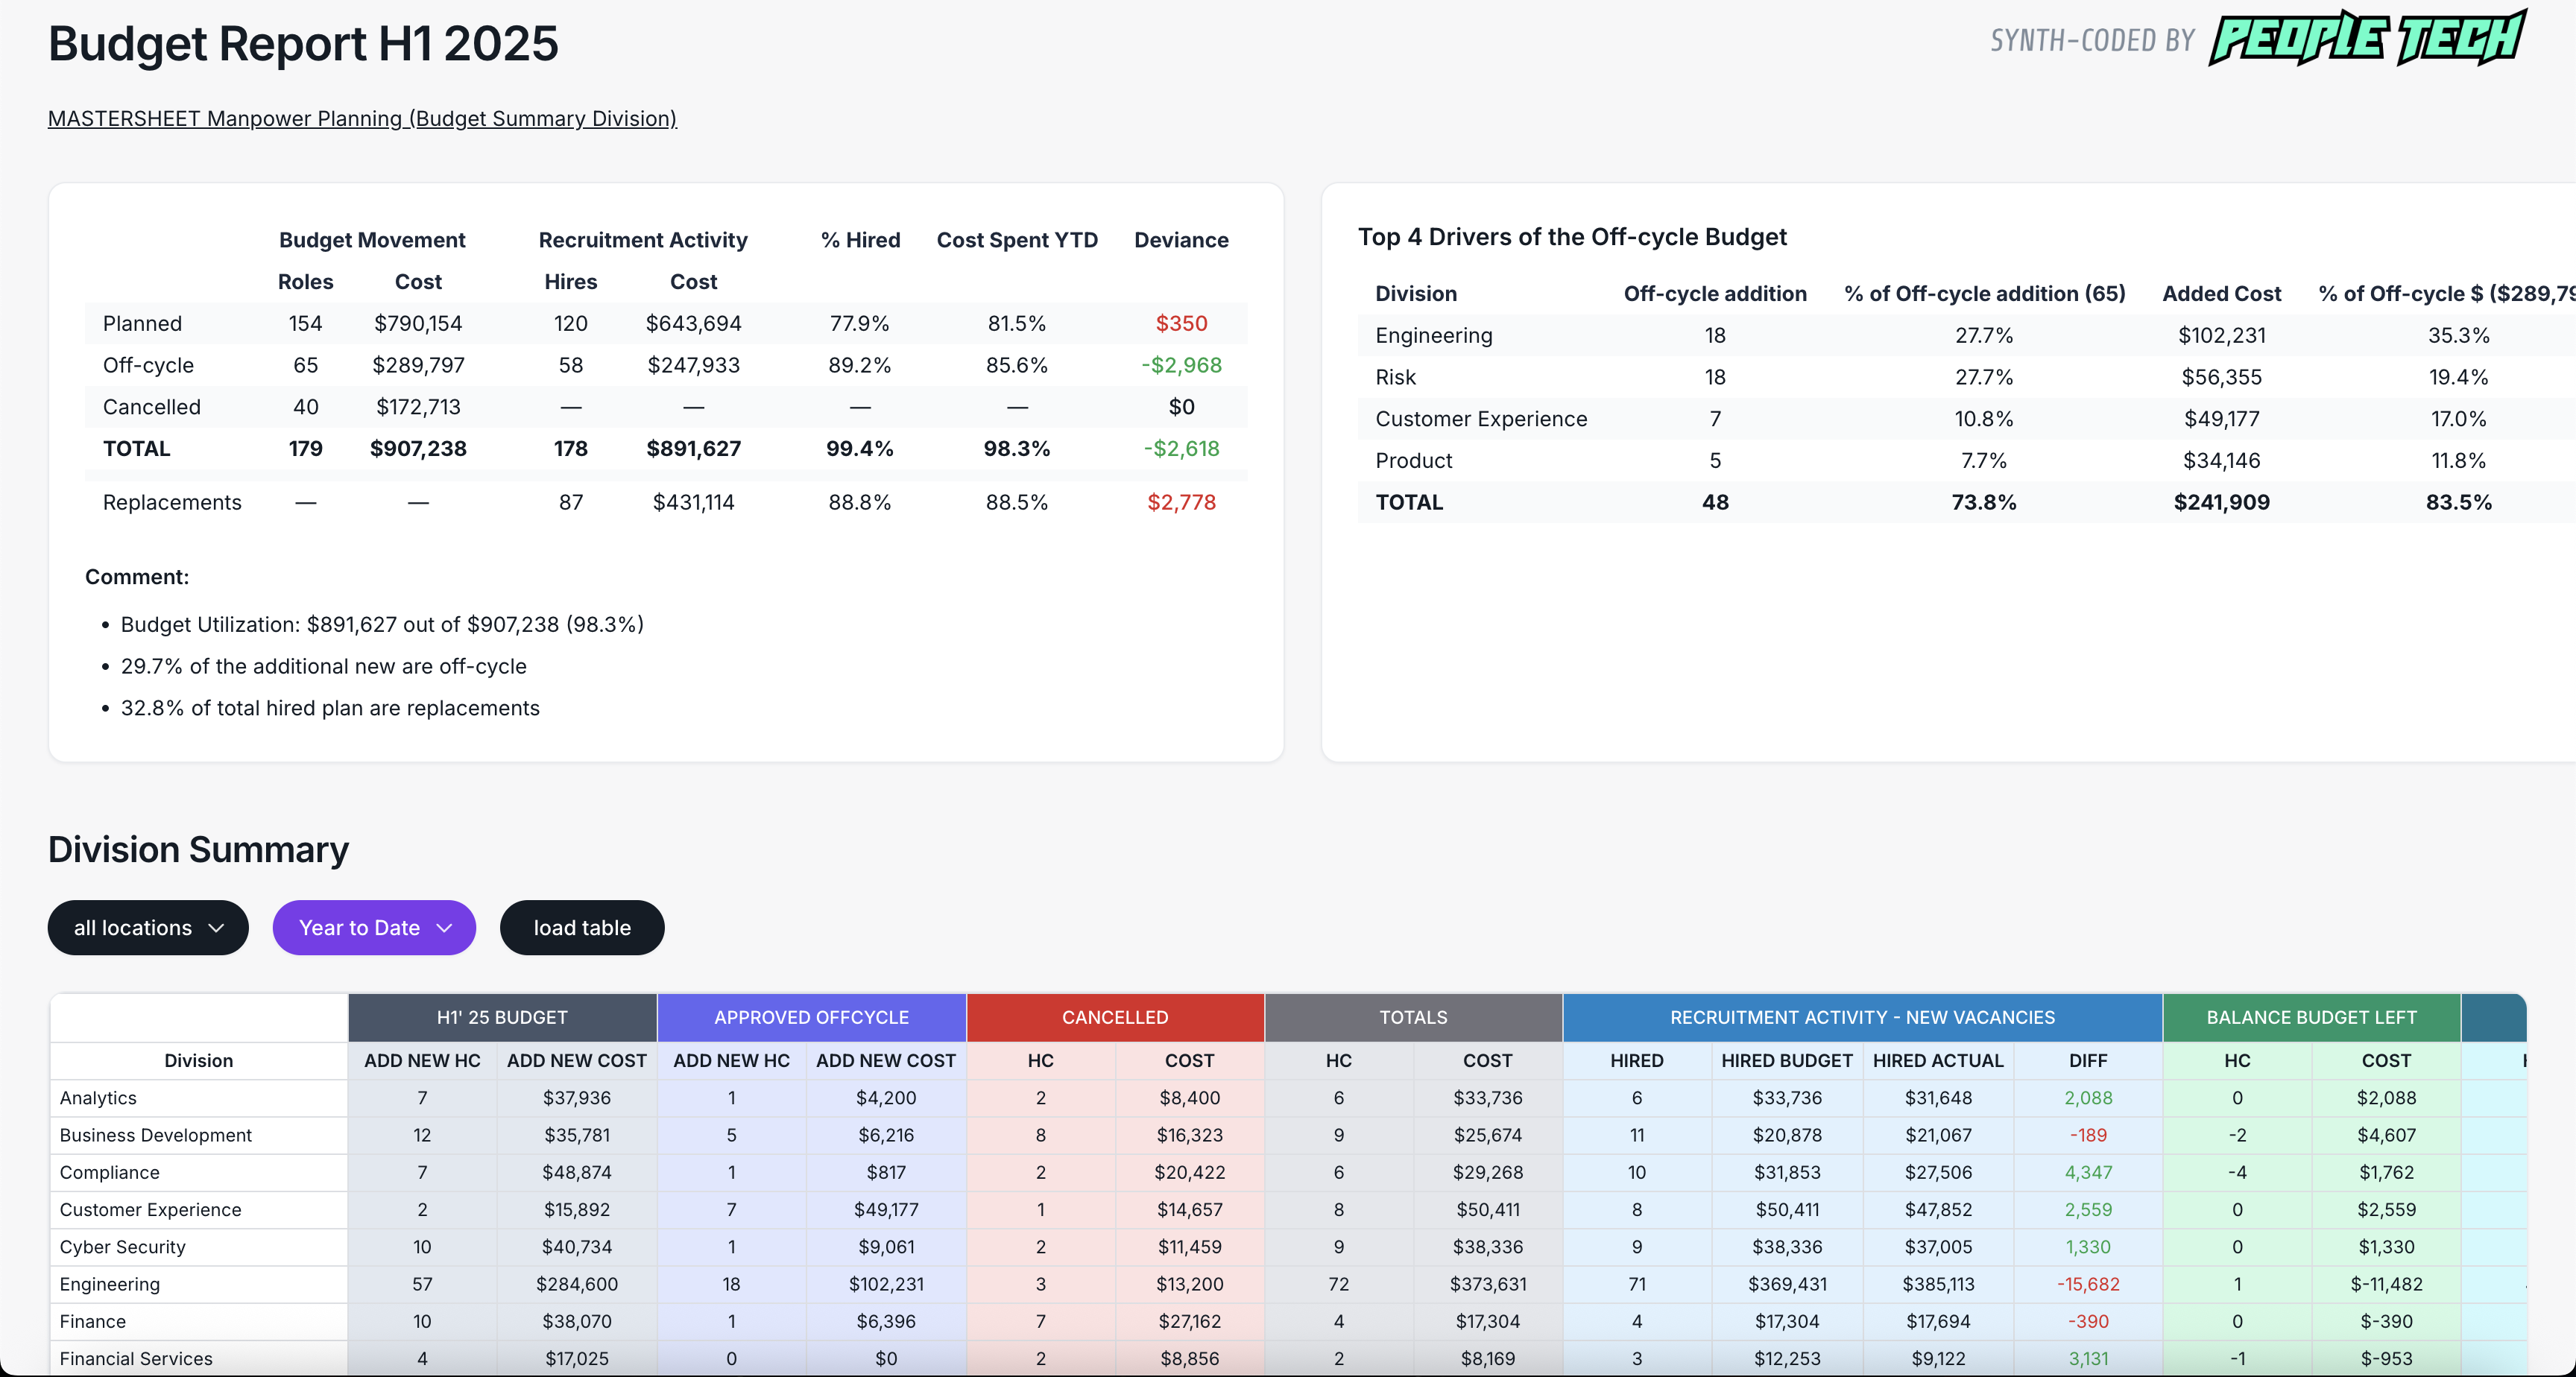 Budget Report H1 2025
SYNTH-CODED BY PEOPLE TECH
MASTERSHEET Manpower Planning (Budget Summary Division)
Budget Movement Recruitment Activity % Hired Cost Spent YTD Deviance
Roles Cost Hires Cost
Planned 154 $790,154 120 $643,694 77.9% 81.5% $350
Off-cycle 65 $289,797 58 $247,933 89.2% 85.6% -$2,968
Cancelled 40 $172,713 — — — — $0
TOTAL 179 $907,238 178 $891,627 99.4% 98.3% -$2,618
Replacements — — 87 $431,114 88.8% 88.5% $2,778
Comment:
• Budget Utilization: $891,627 out of $907,238 (98.3%)
• 29.7% of the additional new are off-cycle
• 32.8% of total hired plan are replacements
Top 4 Drivers of the Off-cycle Budget
Division Off-cycle addition % of Off-cycle addition (65) Added Cost % of Off-cycle $ ($289,79
Engineering 18 27.7% $102,231 35.3%
Risk 18 27.7% $56,355 19.4%
Customer Experience 7 10.8% $49,177 17.0%
Product 5 7.7% $34,146 11.8%
TOTAL 48 73.8% $241,909 83.5%
Division Summary
all locations Year to Date load table
H1' 25 BUDGET APPROVED OFFCYCLE CANCELLED TOTALS RECRUITMENT ACTIVITY - NEW VACANCIES BALANCE BUDGET LEFT
Division ADD NEW HC ADD NEW COST ADD NEW HC ADD NEW COST HC COST HC COST HIRED HIRED BUDGET HIRED ACTUAL DIFF HC COST
Analytics 7 $37,936 1 $4,200 2 $8,400 6 $33,736 6 $33,736 $31,648 2,088 0 $2,088
Business Development 12 $35,781 5 $6,216 8 $16,323 9 $25,674 11 $20,878 $21,067 -189 -2 $4,607
Compliance 7 $48,874 1 $817 2 $20,422 6 $29,268 10 $31,853 $27,506 4,347 -4 $1,762
Customer Experience 2 $15,892 7 $49,177 1 $14,657 8 $50,411 8 $50,411 $47,852 2,559 0 $2,559
Cyber Security 10 $40,734 1 $9,061 2 $11,459 9 $38,336 9 $38,336 $37,005 1,330 0 $1,330
Engineering 57 $284,600 18 $102,231 3 $13,200 72 $373,631 71 $369,431 $385,113 -15,682 1 $-11,482
Finance 10 $38,070 1 $6,396 7 $27,162 4 $17,304 4 $17,304 $17,694 -390 0 $-390
Financial Services 4 $17,025 0 $0 2 $8,856 2 $8,169 3 $12,253 $9,122 3,131 -1 $-953